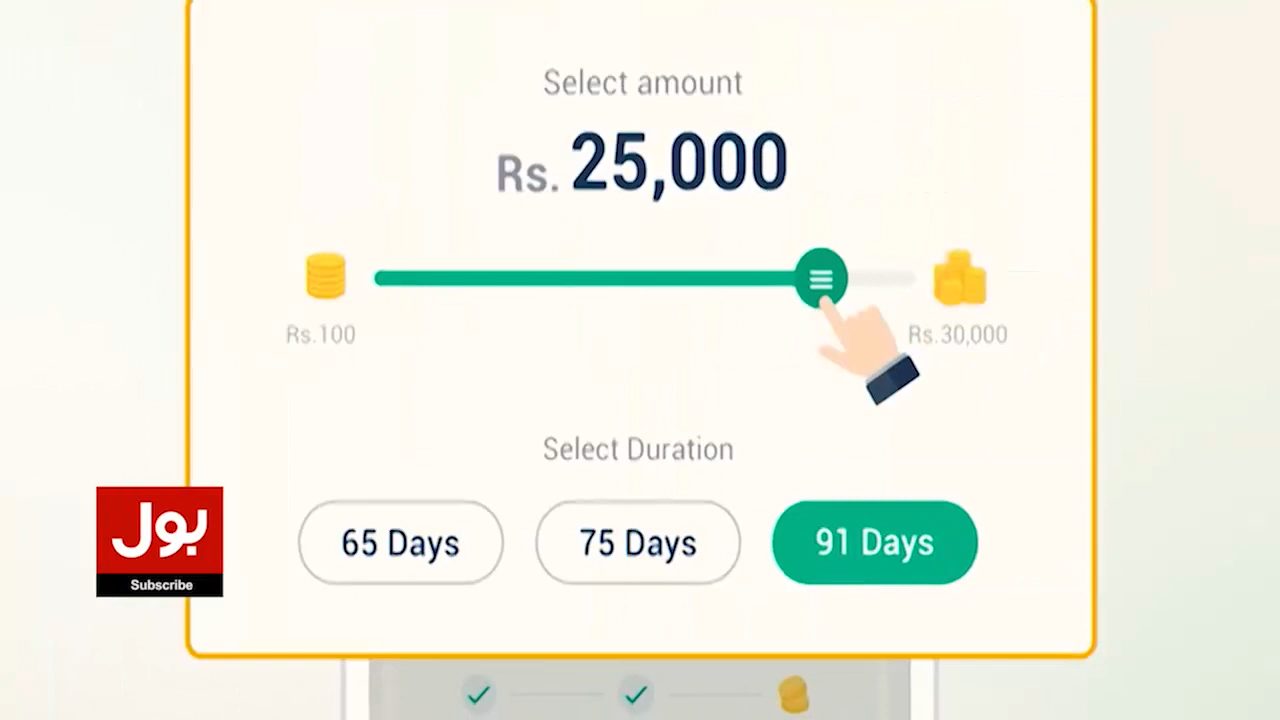 Select amount
Rs. 25,000
Rs.100
Rs.30,000
Select Duration
65 Days
75 Days
91 Days
بول
Subscribe